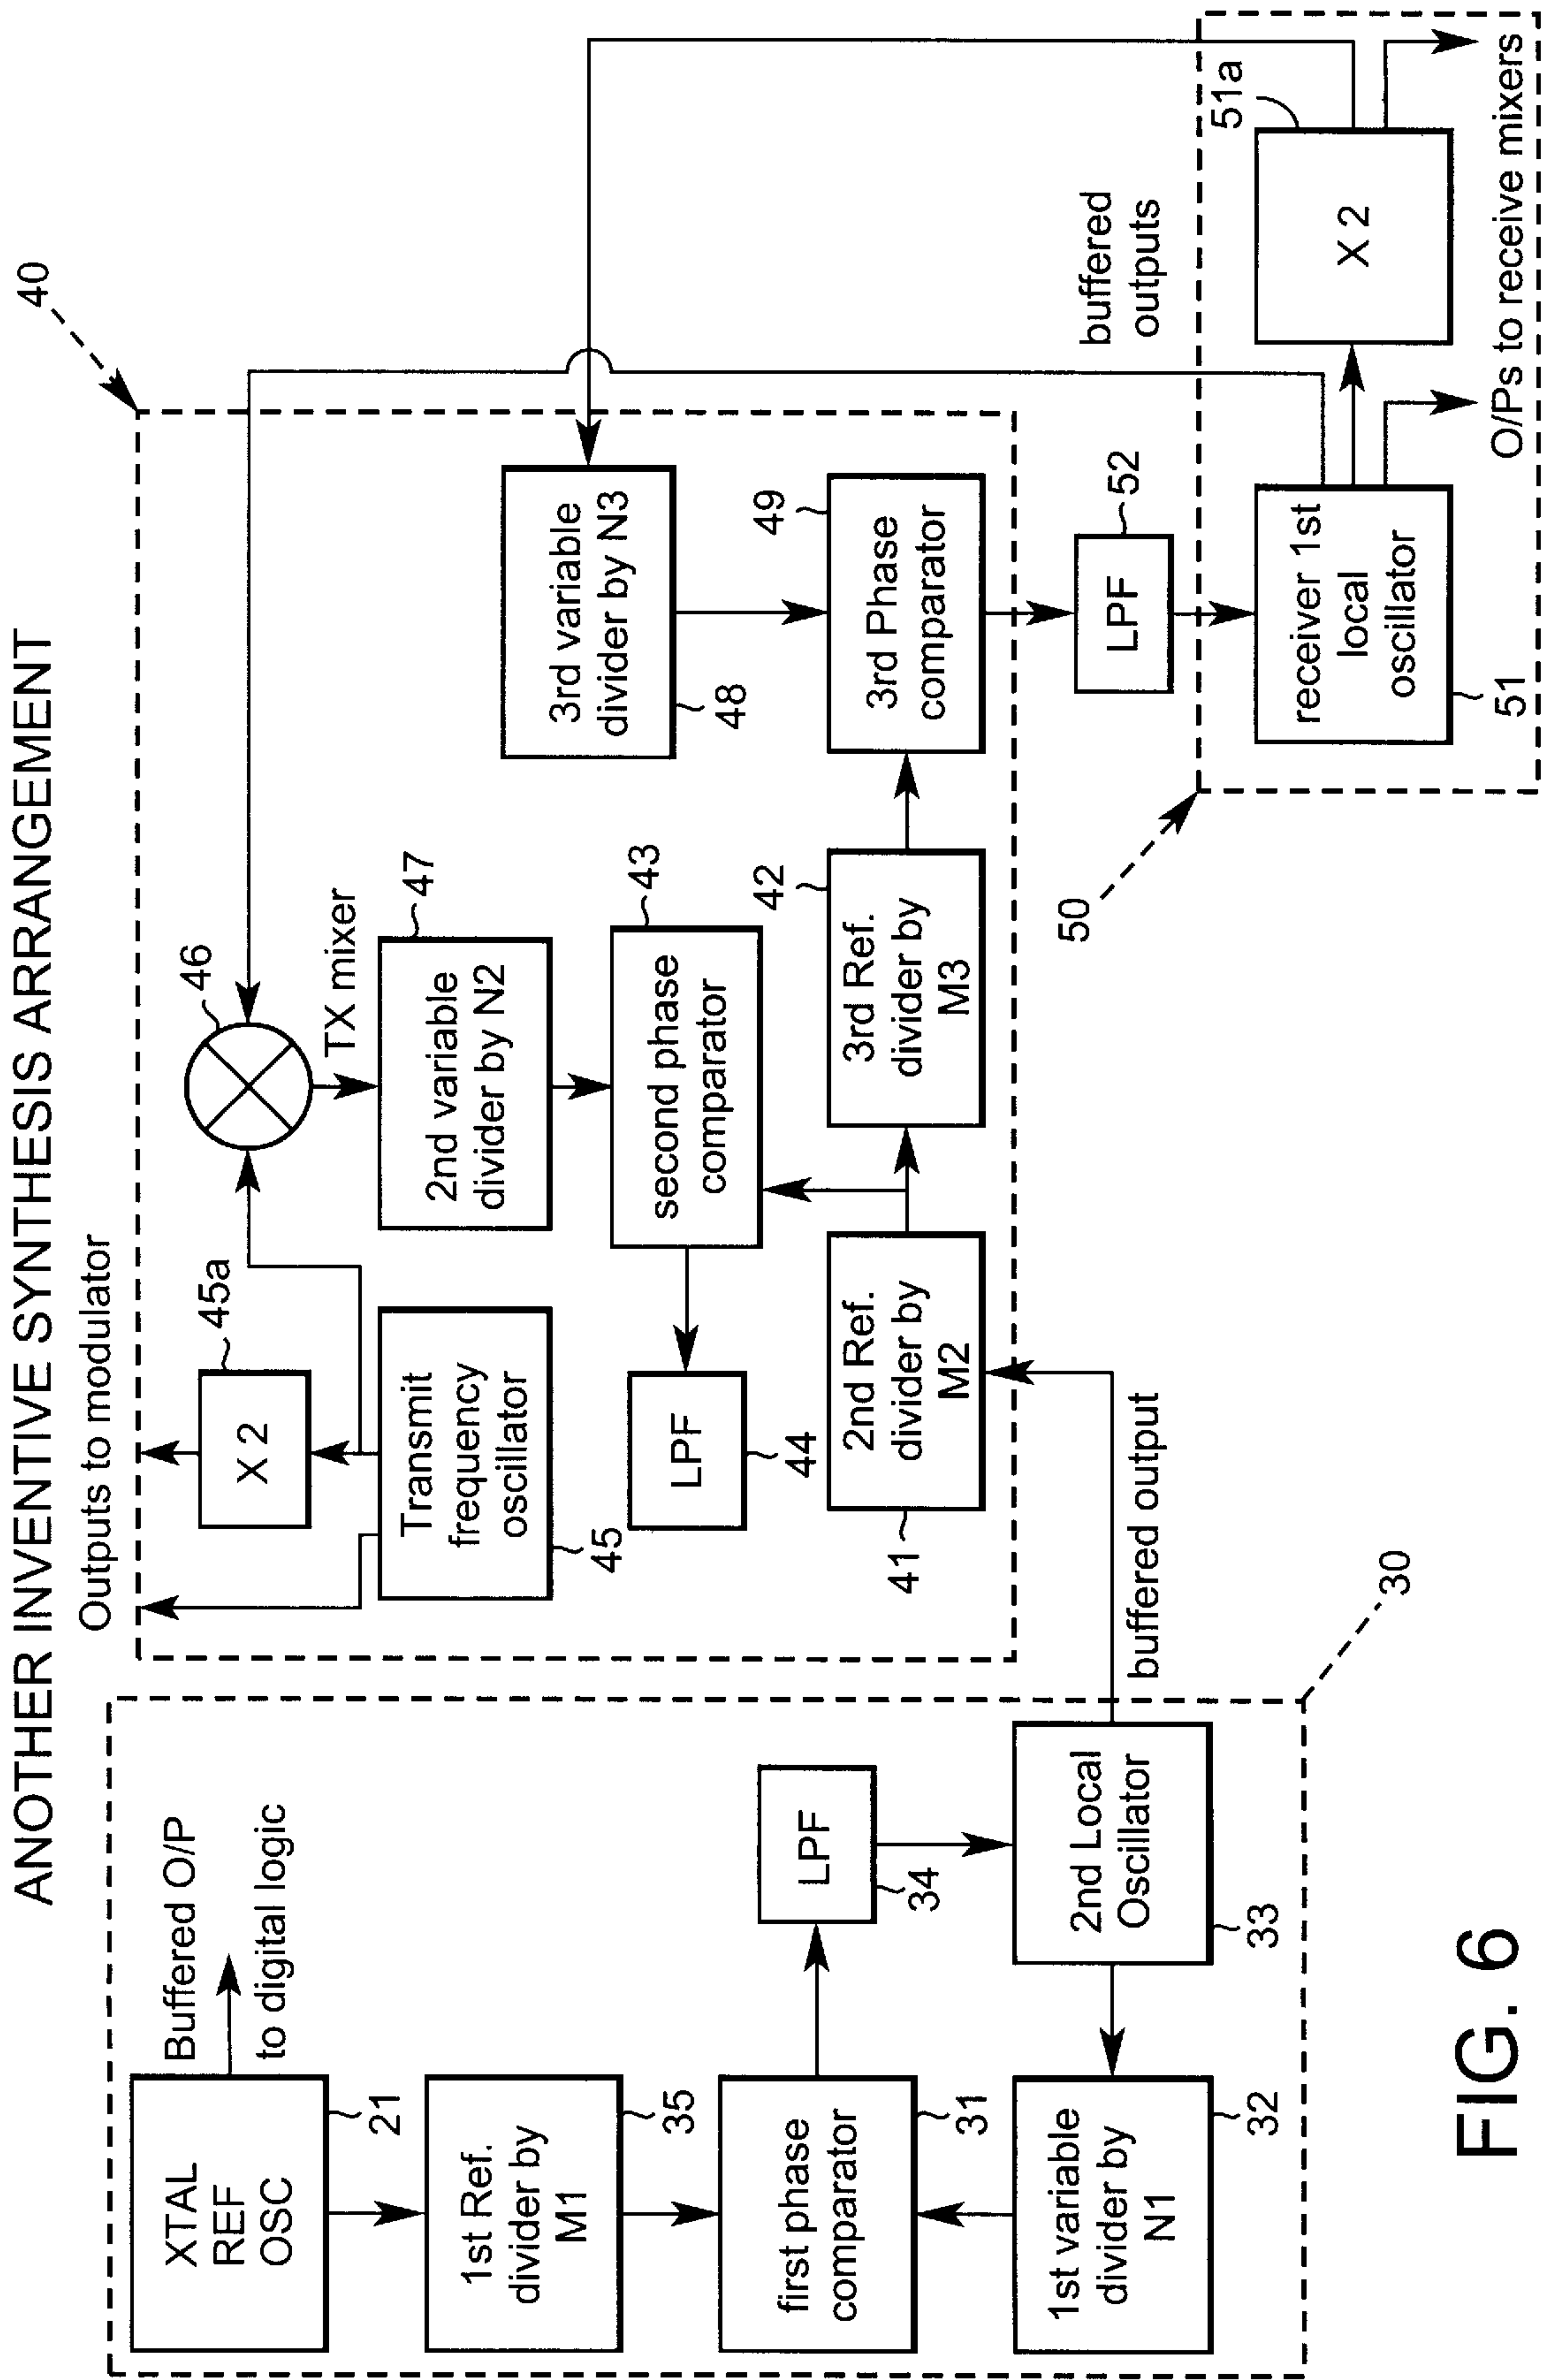 ANOTHER INVENTIVE SYNTHESIS ARRANGEMENT
XTAL
REF
OSC
21
Buffered O/P
to digital logic
1st Ref.
divider by
M1
35
first phase
comparator
31
1st variable
divider by
N1
32
LPF
34
2nd Local
Oscillator
33
30
buffered output
Outputs to modulator
X 2
45a
Transmit
frequency
oscillator
45
LPF
44
2nd Ref.
divider by
M2
41
46
TX mixer
2nd variable
divider by N2
47
second phase
comparator
43
3rd Ref.
divider by
M3
42
40
3rd variable
divider by N3
48
3rd Phase
comparator
49
LPF
52
buffered
outputs
50
receiver 1st
local
oscillator
51
X 2
51a
O/Ps to receive mixers
FIG. 6